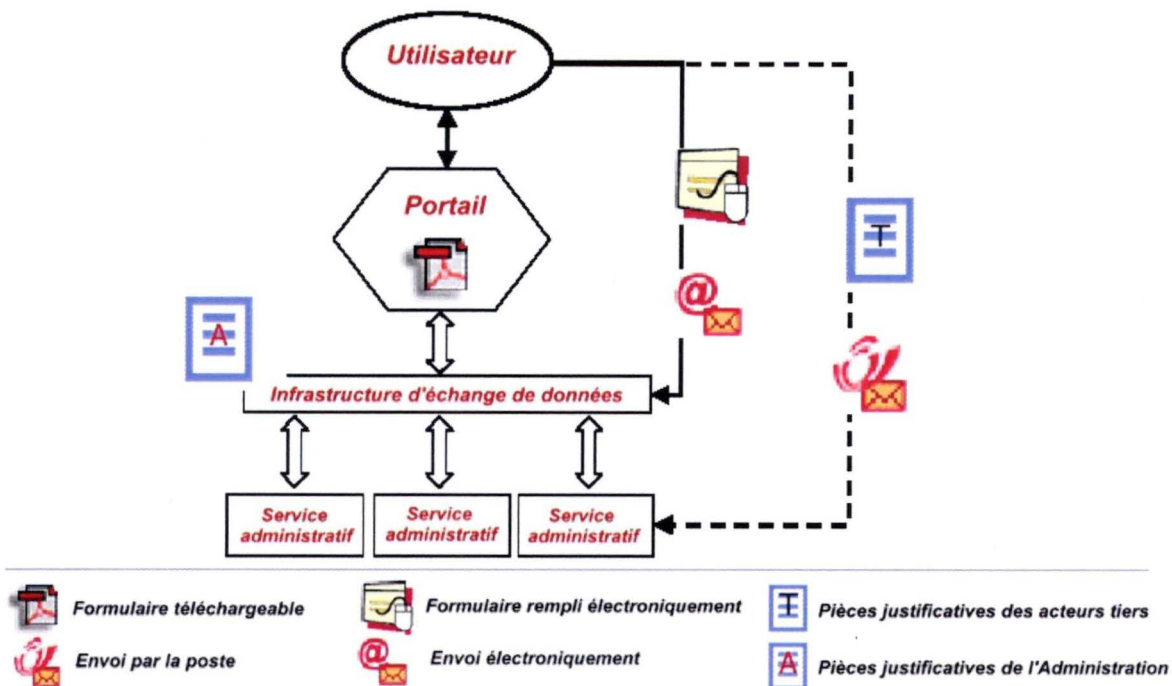 Utilisateur
Portail
T
A
Infrastructure d'échange de données
Service
administratif
Service
administratif
Service
administratif
Formulaire téléchargeable
Formulaire rempli électroniquement
T
Pièces justificatives des acteurs tiers
Envoi par la poste
@
Envoi électroniquement
A
Pièces justificatives de l'Administration
@